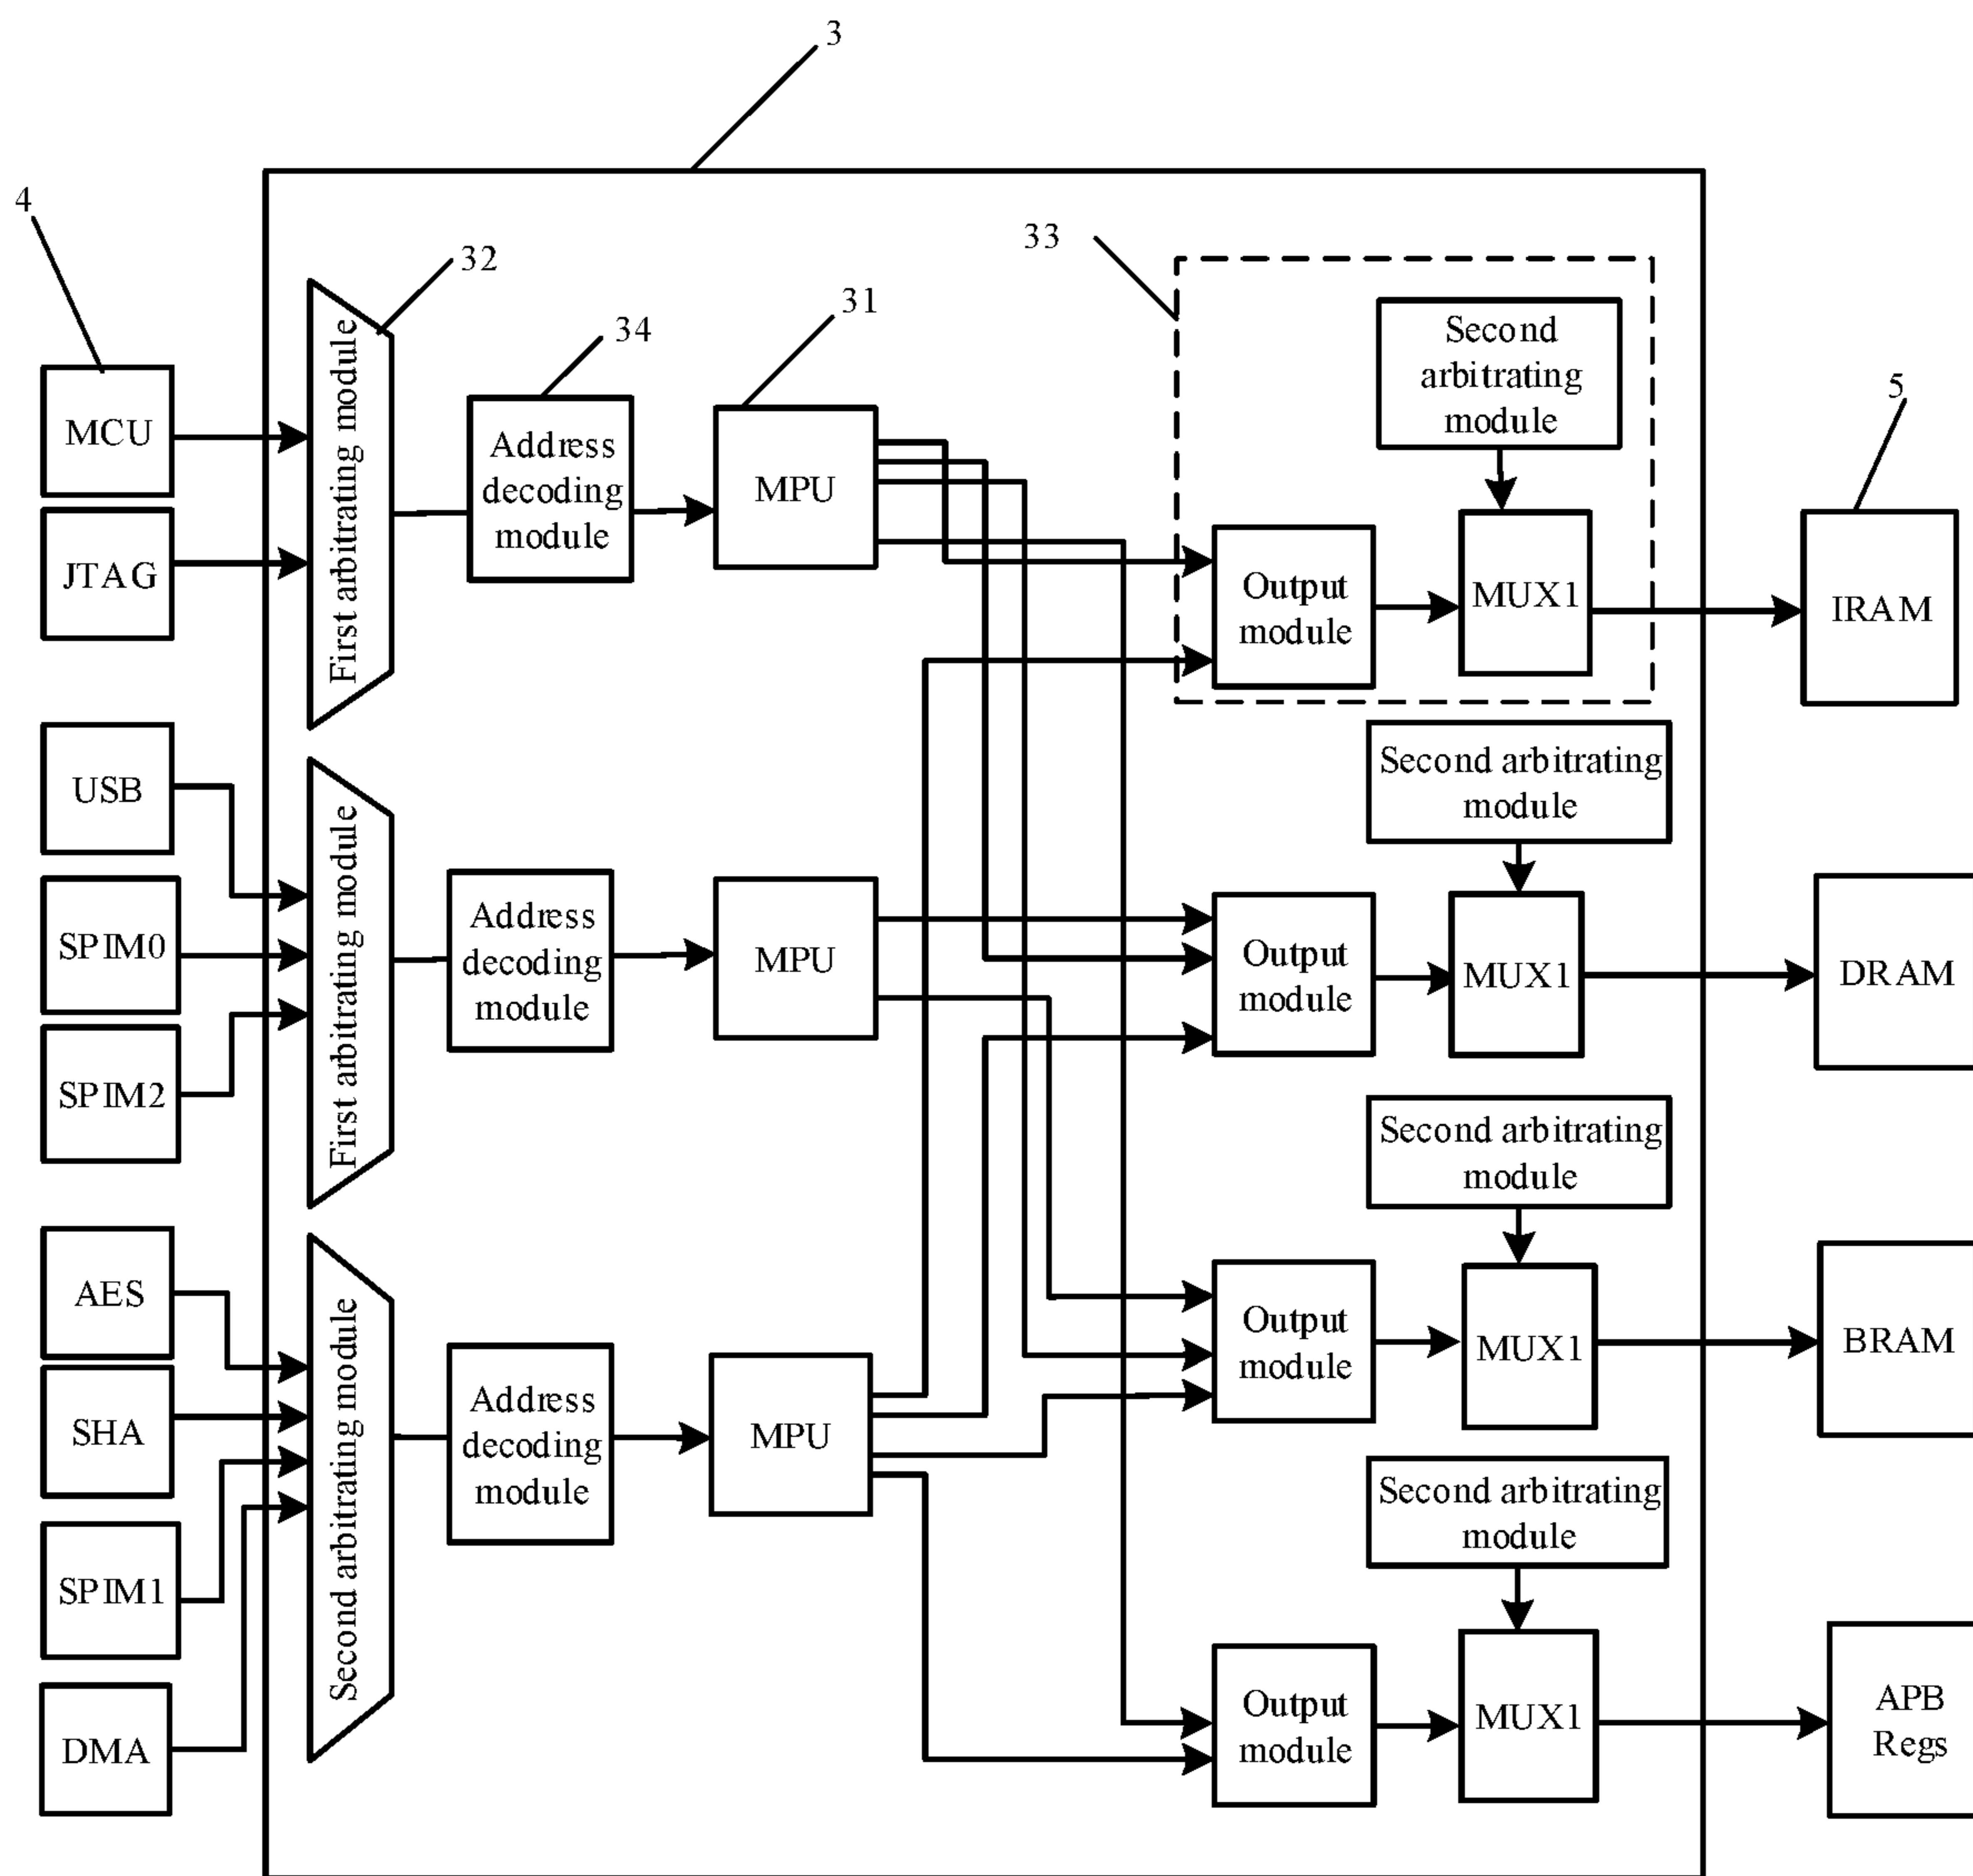 3
4
32
34
31
33
5
MCU
JTAG
First arbitrating module
Address
decoding
module
MPU
Second
arbitrating
module
Output
module
MUX1
IRAM
USB
SPIM0
SPIM2
First arbitrating module
Address
decoding
module
MPU
Second arbitrating
module
Output
module
MUX1
DRAM
Second arbitrating
module
Output
module
MUX1
BRAM
AES
SHA
SPIM1
DMA
Second arbitrating module
Address
decoding
module
MPU
Second arbitrating
module
Output
module
MUX1
APB
Regs